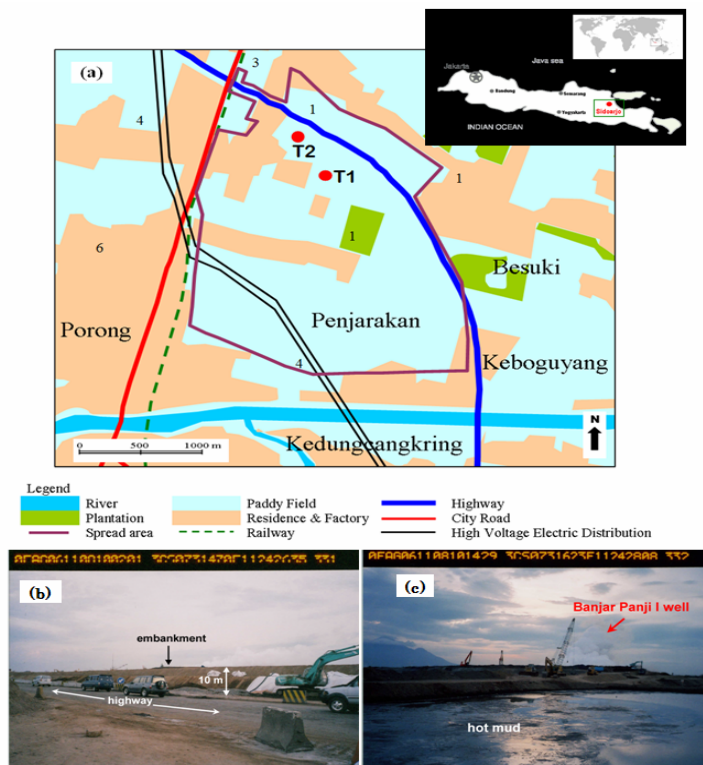 (a)
3
1
4
T2
T1
1
1
6
Besuki
Porong
Penjarakan
4
Keboguyang
Kedungcangkring
0 500 1000 m
N
Jakarta
Java sea
Bandung
Semarang
Yogyakarta
Sidoarjo
INDIAN OCEAN
Legend
River
Paddy Field
Highway
Plantation
Residence & Factory
City Road
Spread area
Railway
High Voltage Electric Distribution
(b)
embankment
10 m
highway
(c)
Banjar Panji I well
hot mud